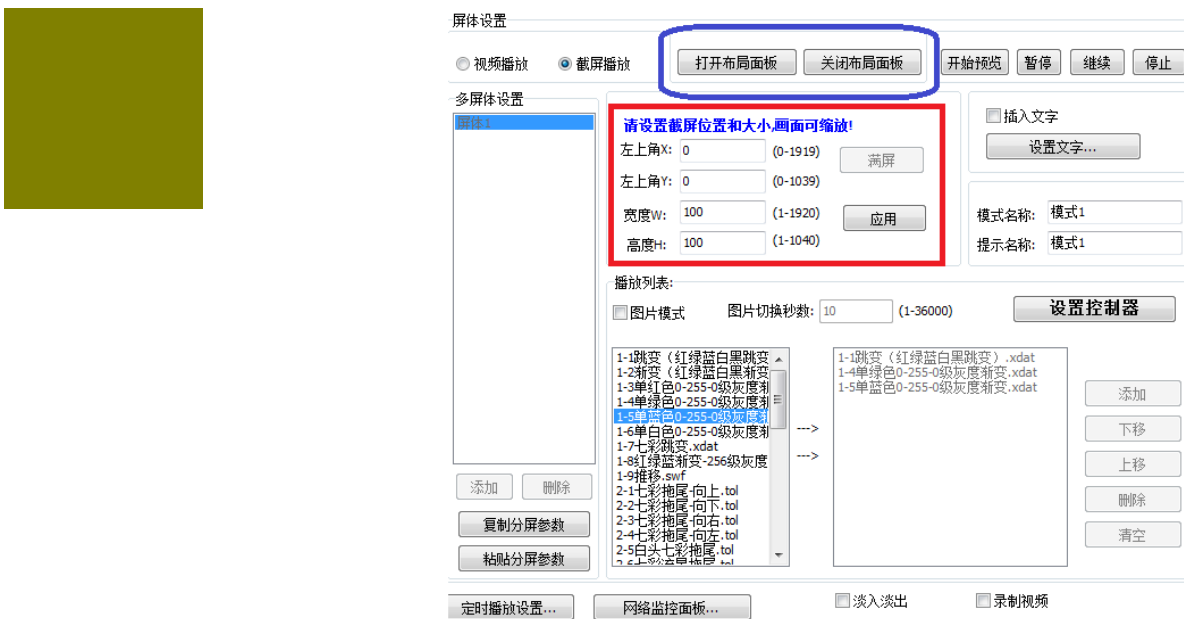 屏体设置
视频播放 截屏播放 打开布局面板 关闭布局面板 开始预览 暂停 继续 停止
多屏体设置
屏体1
请设置截屏位置和大小,画面可缩放!
左上角X: 0 (0-1919) 满屏
左上角Y: 0 (0-1039)
宽度W: 100 (1-1920) 应用
高度H: 100 (1-1040)
插入文字
设置文字...
模式名称: 模式1
提示名称: 模式1
播放列表:
图片模式 图片切换秒数: 10 (1-36000) 设置控制器
1-1跳变（红绿蓝白黑跳变
1-2渐变（红绿蓝白黑渐变
1-3单红色0-255-0级灰度渐
1-4单绿色0-255-0级灰度渐
1-5单蓝色0-255-0级灰度渐
1-6单白色0-255-0级灰度渐
1-7七彩跳变.xdat
1-8红绿蓝渐变-256级灰度
1-9推移.swf
2-1七彩拖尾-向上.tol
2-2七彩拖尾-向下.tol
2-3七彩拖尾-向右.tol
2-4七彩拖尾-向左.tol
2-5白头七彩拖尾.tol
--->
--->
1-1跳变（红绿蓝白黑跳变）.xdat
1-4单绿色0-255-0级灰度渐变.xdat
1-5单蓝色0-255-0级灰度渐变.xdat
添加
下移
上移
删除
清空
添加 删除
复制分屏参数
粘贴分屏参数
定时播放设置... 网络监控面板... 淡入淡出 录制视频